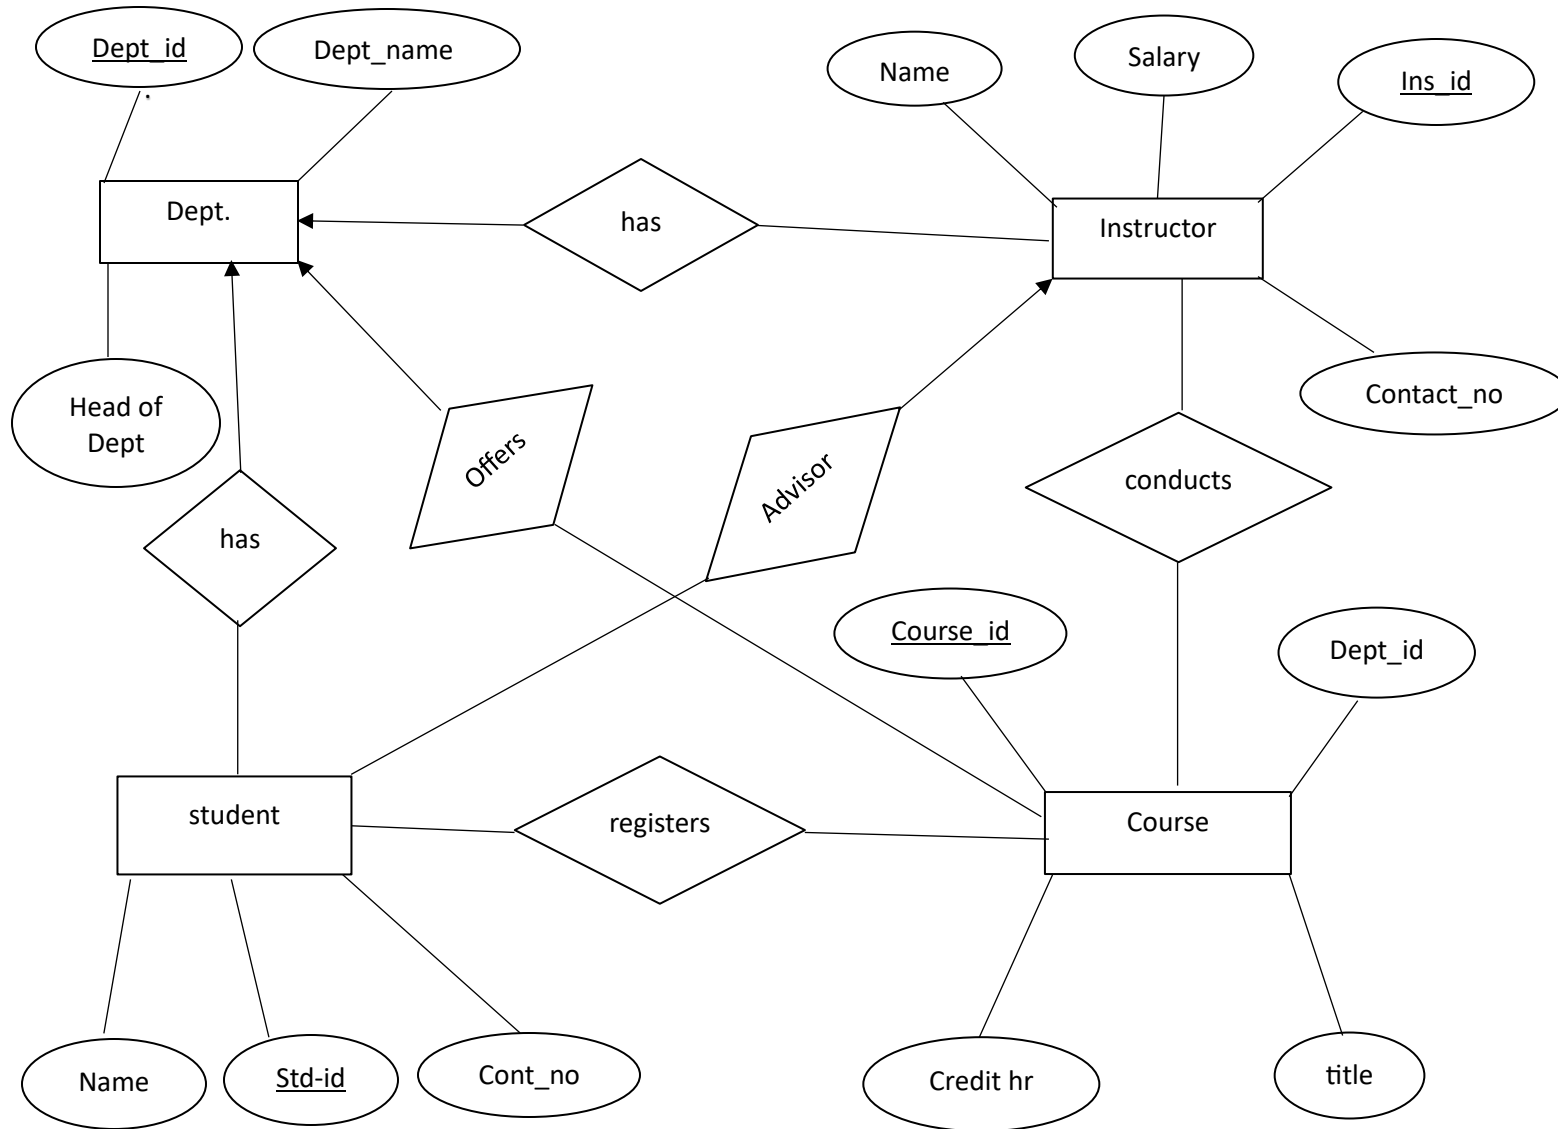 Dept_id
Dept_name
Name
Salary
Ins_id
Dept.
has
Instructor
Head of
Dept
Offers
Advisor
conducts
Contact_no
has
Course_id
Dept_id
student
registers
Course
Name
Std-id
Cont_no
Credit hr
title